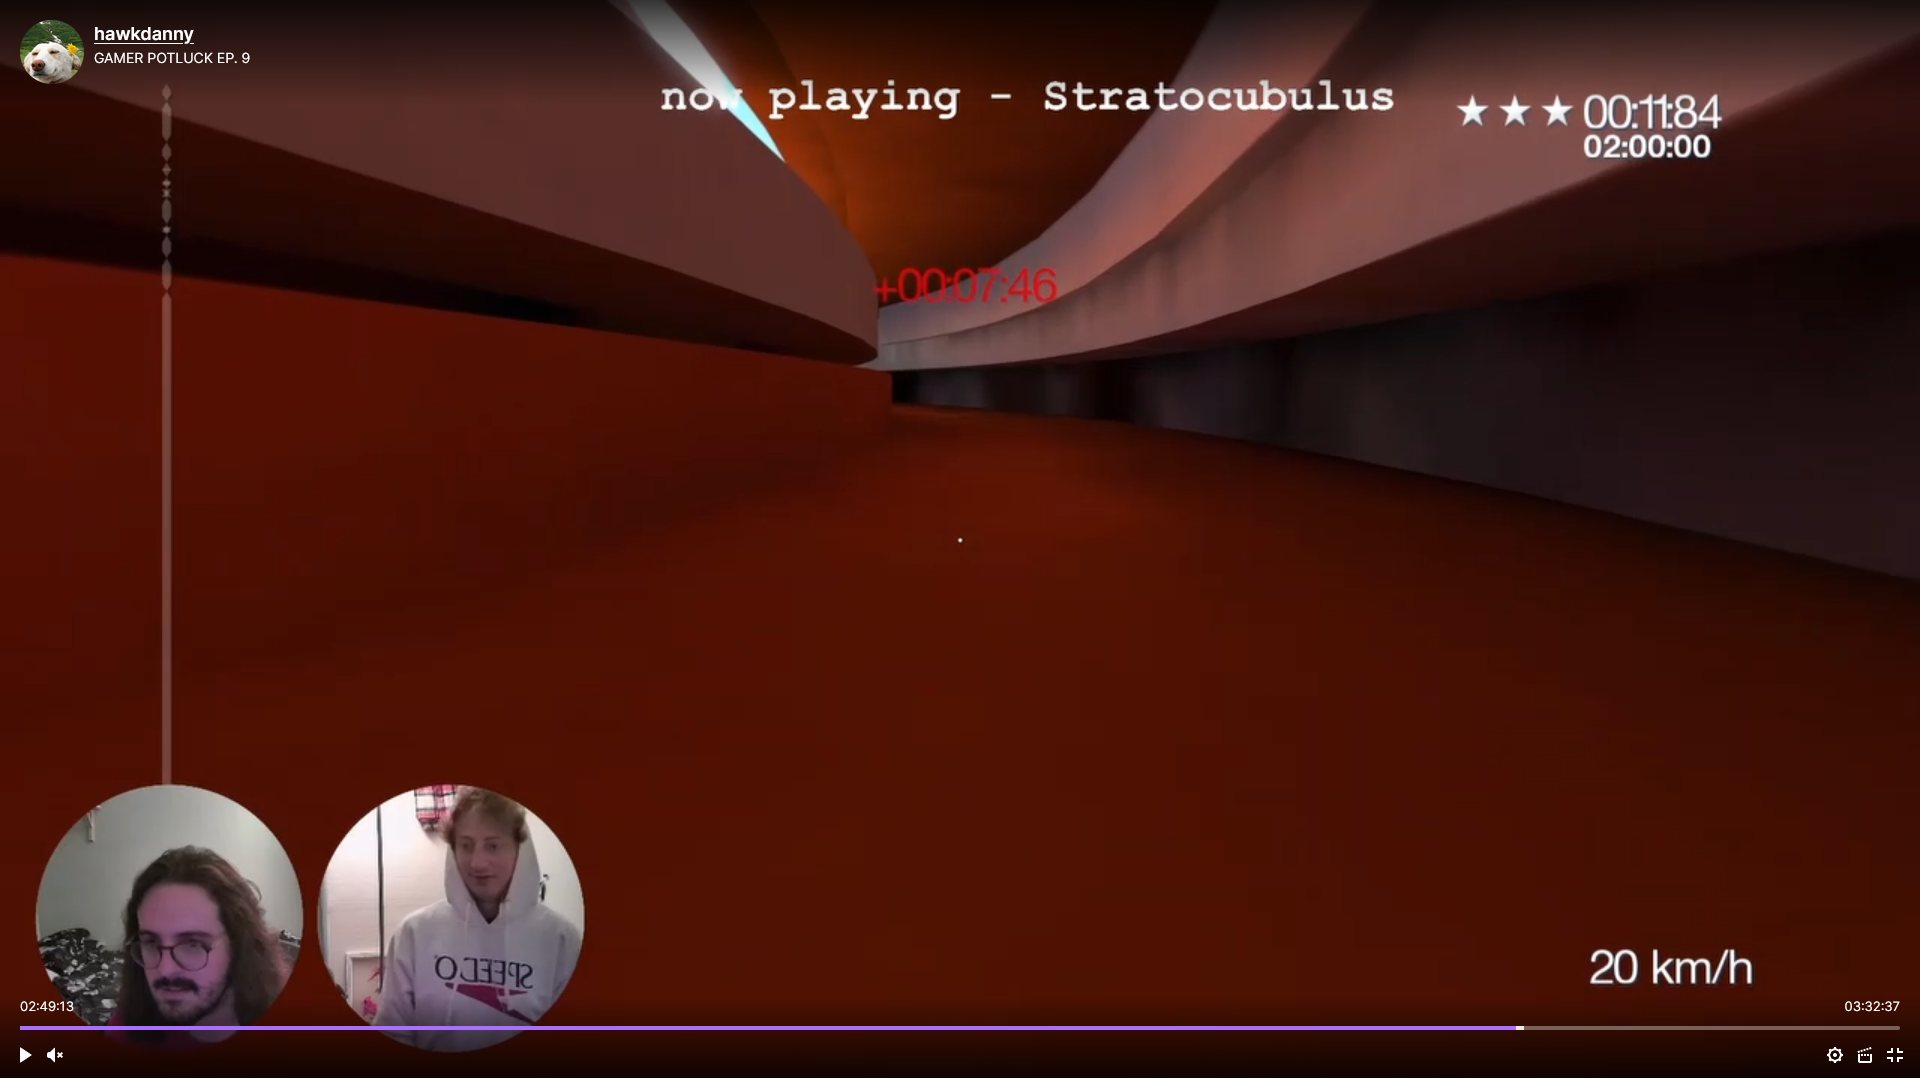 hawkdanny
GAMER POTLUCK EP. 9
now playing - Stratocubulus
★ ★ ★ 00:11:84
02:00:00
+00:07:46
SPEEDO
20 km/h
02:49:13
03:32:37